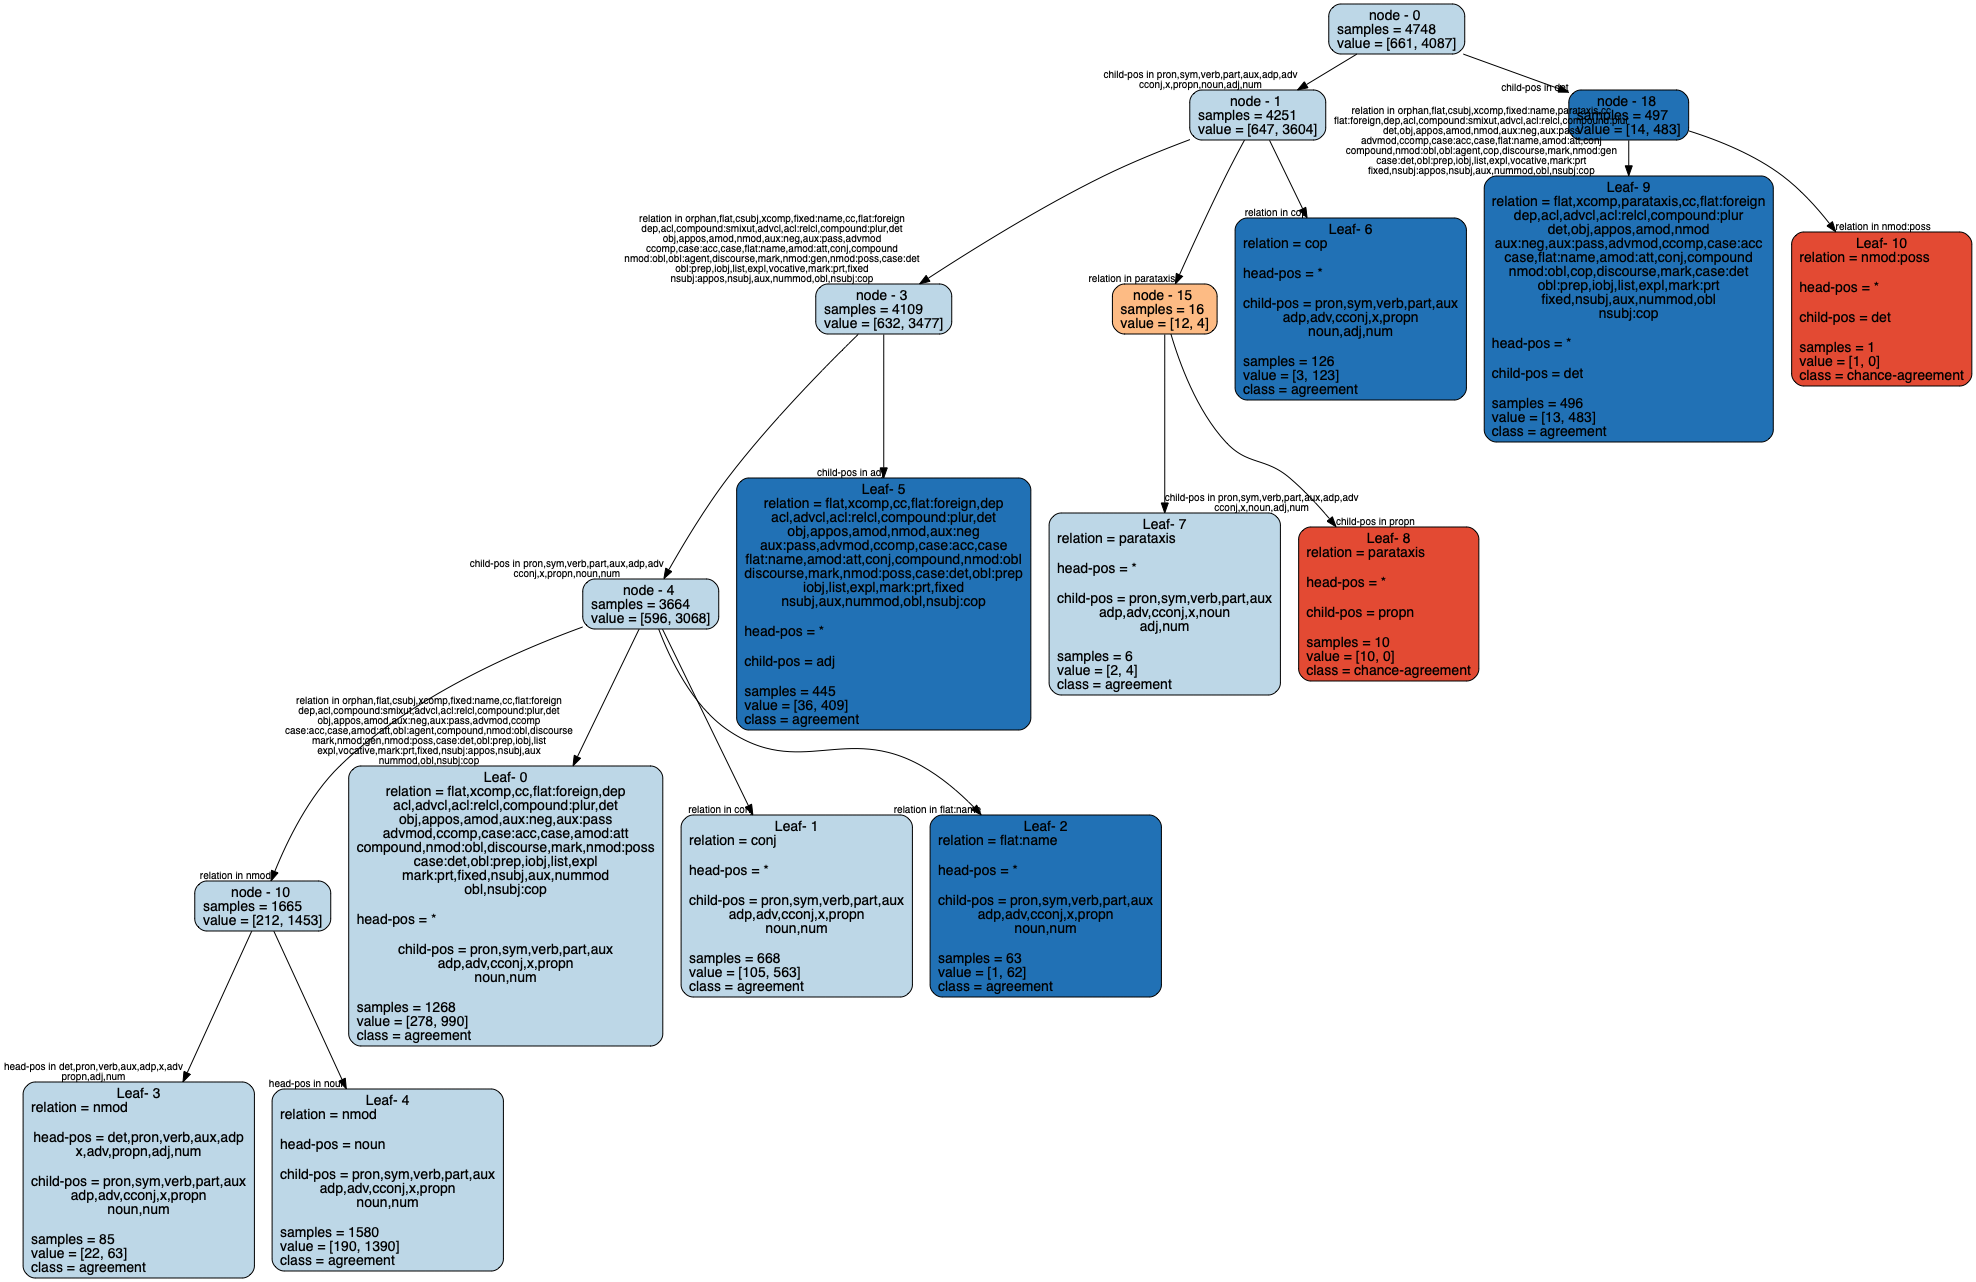 node - 0
samples = 4748
value = [661, 4087]
child-pos in pron,sym,verb,part,aux,adp,adv
cconj,x,propn,noun,adj,num
node - 1
samples = 4251
value = [647, 3604]
child-pos in det
node - 18
samples = 497
value = [14, 483]
relation in orphan,flat,csubj,xcomp,fixed:name,parataxis,cc
flat:foreign,dep,acl,compound:smixut,advcl,acl:relcl,compound:plur
det,obj,appos,amod,nmod,aux:neg,aux:pass
advmod,ccomp,case:acc,case,flat:name,amod:att,conj
compound,nmod:obl,obl:agent,cop,discourse,mark,nmod:gen
case:det,obl:prep,iobj,list,expl,vocative,mark:prt
fixed,nsubj:appos,nsubj,aux,nummod,obl,nsubj:cop
Leaf- 9
relation = flat,xcomp,parataxis,cc,flat:foreign
dep,acl,advcl,acl:relcl,compound:plur
det,obj,appos,amod,nmod
aux:neg,aux:pass,advmod,ccomp,case:acc
case,flat:name,amod:att,conj,compound
nmod:obl,cop,discourse,mark,case:det
obl:prep,iobj,list,expl,mark:prt
fixed,nsubj,aux,nummod,obl
nsubj:cop
head-pos = *
child-pos = det
samples = 496
value = [13, 483]
class = agreement
relation in nmod:poss
Leaf- 10
relation = nmod:poss
head-pos = *
child-pos = det
samples = 1
value = [1, 0]
class = chance-agreement
relation in orphan,flat,csubj,xcomp,fixed:name,cc,flat:foreign
dep,acl,compound:smixut,advcl,acl:relcl,compound:plur,det
obj,appos,amod,nmod,aux:neg,aux:pass,advmod
ccomp,case:acc,case,flat:name,amod:att,conj,compound
nmod:obl,obl:agent,discourse,mark,nmod:gen,nmod:poss,case:det
obl:prep,iobj,list,expl,vocative,mark:prt,fixed
nsubj:appos,nsubj,aux,nummod,obl,nsubj:cop
node - 3
samples = 4109
value = [632, 3477]
relation in parataxis
node - 15
samples = 16
value = [12, 4]
relation in cop
Leaf- 6
relation = cop
head-pos = *
child-pos = pron,sym,verb,part,aux
adp,adv,cconj,x,propn
noun,adj,num
samples = 126
value = [3, 123]
class = agreement
child-pos in pron,sym,verb,part,aux,adp,adv
cconj,x,propn,noun,num
node - 4
samples = 3664
value = [596, 3068]
child-pos in adj
Leaf- 5
relation = flat,xcomp,cc,flat:foreign,dep
acl,advcl,acl:relcl,compound:plur,det
obj,appos,amod,nmod,aux:neg
aux:pass,advmod,ccomp,case:acc,case
flat:name,amod:att,conj,compound,nmod:obl
discourse,mark,nmod:poss,case:det,obl:prep
iobj,list,expl,mark:prt,fixed
nsubj,aux,nummod,obl,nsubj:cop
head-pos = *
child-pos = adj
samples = 445
value = [36, 409]
class = agreement
child-pos in pron,sym,verb,part,aux,adp,adv
cconj,x,noun,adj,num
Leaf- 7
relation = parataxis
head-pos = *
child-pos = pron,sym,verb,part,aux
adp,adv,cconj,x,noun
adj,num
samples = 6
value = [2, 4]
class = agreement
child-pos in propn
Leaf- 8
relation = parataxis
head-pos = *
child-pos = propn
samples = 10
value = [10, 0]
class = chance-agreement
relation in nmod
node - 10
samples = 1665
value = [212, 1453]
relation in orphan,flat,csubj,xcomp,fixed:name,cc,flat:foreign
dep,acl,compound:smixut,advcl,acl:relcl,compound:plur,det
obj,appos,amod,aux:neg,aux:pass,advmod,ccomp
case:acc,case,amod:att,obl:agent,compound,nmod:obl,discourse
mark,nmod:gen,nmod:poss,case:det,obl:prep,iobj,list
expl,vocative,mark:prt,fixed,nsubj:appos,nsubj,aux
nummod,obl,nsubj:cop
Leaf- 0
relation = flat,xcomp,cc,flat:foreign,dep
acl,advcl,acl:relcl,compound:plur,det
obj,appos,amod,aux:neg,aux:pass
advmod,ccomp,case:acc,case,amod:att
compound,nmod:obl,discourse,mark,nmod:poss
case:det,obl:prep,iobj,list,expl
mark:prt,fixed,nsubj,aux,nummod
obl,nsubj:cop
head-pos = *
child-pos = pron,sym,verb,part,aux
adp,adv,cconj,x,propn
noun,num
samples = 1268
value = [278, 990]
class = agreement
relation in conj
Leaf- 1
relation = conj
head-pos = *
child-pos = pron,sym,verb,part,aux
adp,adv,cconj,x,propn
noun,num
samples = 668
value = [105, 563]
class = agreement
relation in flat:name
Leaf- 2
relation = flat:name
head-pos = *
child-pos = pron,sym,verb,part,aux
adp,adv,cconj,x,propn
noun,num
samples = 63
value = [1, 62]
class = agreement
head-pos in det,pron,verb,aux,adp,x,adv
propn,adj,num
Leaf- 3
relation = nmod
head-pos = det,pron,verb,aux,adp
x,adv,propn,adj,num
child-pos = pron,sym,verb,part,aux
adp,adv,cconj,x,propn
noun,num
samples = 85
value = [22, 63]
class = agreement
head-pos in noun
Leaf- 4
relation = nmod
head-pos = noun
child-pos = pron,sym,verb,part,aux
adp,adv,cconj,x,propn
noun,num
samples = 1580
value = [190, 1390]
class = agreement